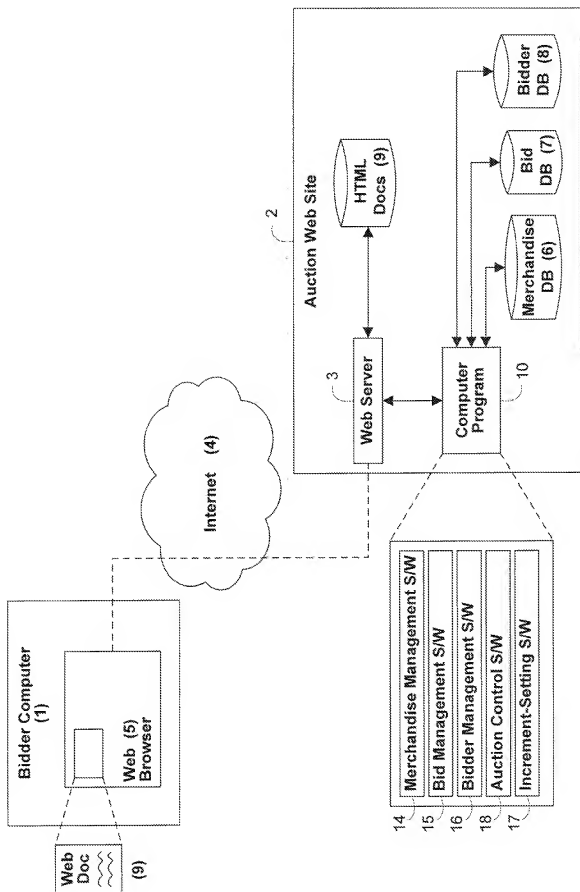 Bidder Computer
(1)
Web (5)
Browser
Web
Doc
(9)
Internet (4)
2
Auction Web Site
3
Web Server
HTML
Docs (9)
Computer
Program
10
Merchandise
DB (6)
Bid
DB (7)
Bidder
DB (8)
14
Merchandise Management S/W
15
Bid Management S/W
16
Bidder Management S/W
18
Auction Control S/W
17
Increment-Setting S/W